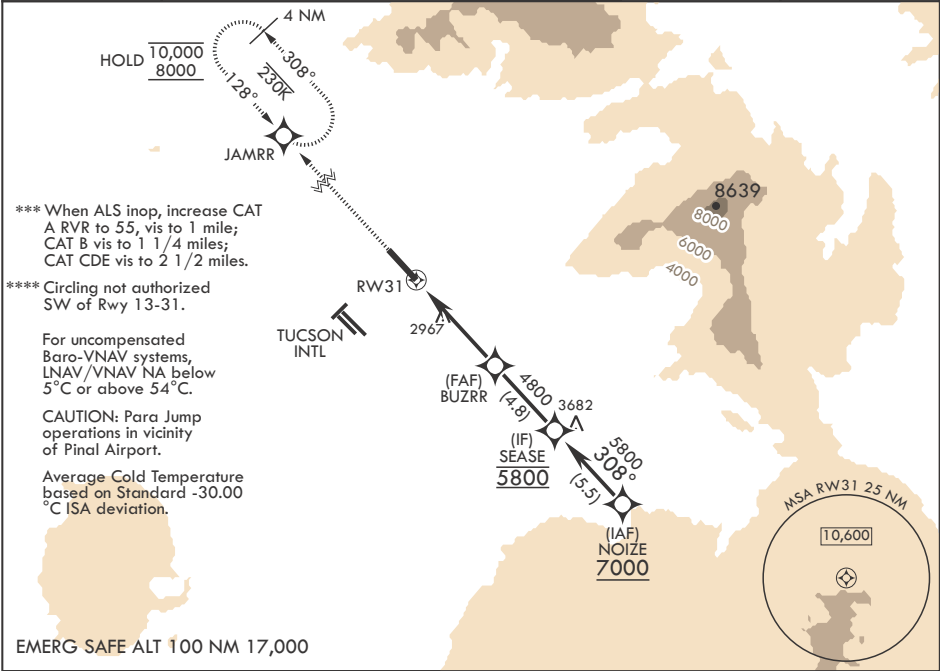 4 NM
HOLD 10,000
8000
308°
230K
128°
JAMRR
8639
8000
6000
4000
*** When ALS inop, increase CAT
A RVR to 55, vis to 1 mile;
CAT B vis to 1 1/4 miles;
CAT CDE vis to 2 1/2 miles.
**** Circling not authorized
SW of Rwy 13-31.
For uncompensated
Baro-VNAV systems,
LNAV/VNAV NA below
5°C or above 54°C.
CAUTION: Para Jump
operations in vicinity
of Pinal Airport.
Average Cold Temperature
based on Standard -30.00
°C ISA deviation.
RW31
TUCSON
INTL
2967
(FAF)
BUZRR
4800
(4.8)
3682
(IF)
SEASE
5800
5800
308°
(5.5)
(IAF)
NOIZE
7000
MSA RW31 25 NM
10,600
EMERG SAFE ALT 100 NM 17,000